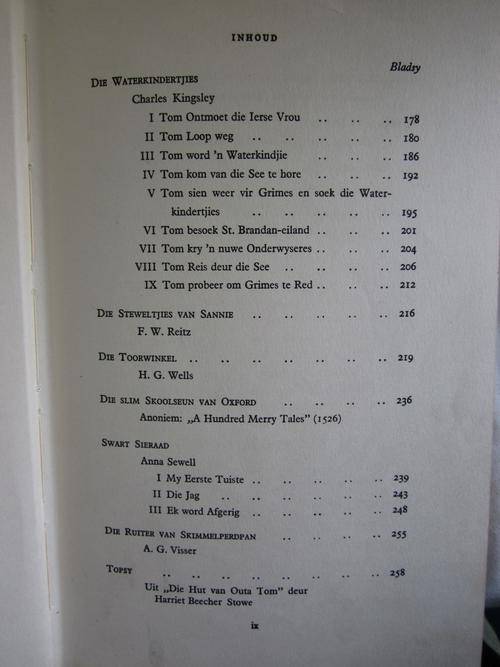 INHOUD
Bladsy
DIE WATERKINDERTJIES
Charles Kingsley
I Tom Ontmoet die Ierse Vrou .. .. .. 178
II Tom Loop weg .. .. .. .. .. 180
III Tom word 'n Waterkindjie .. .. .. 186
IV Tom kom van die See te hore .. .. .. 192
V Tom sien weer vir Grimes en soek die Water-
kindertjies .. .. .. .. .. 195
VI Tom besoek St. Brandan-eiland .. .. .. 201
VII Tom kry 'n nuwe Onderwyseres .. .. .. 204
VIII Tom Reis deur die See .. .. .. .. 206
IX Tom probeer om Grimes te Red .. .. .. 212
DIE STEWELTJIES VAN SANNIE .. .. .. .. .. 216
F. W. Reitz
DIE TOORWINKEL .. .. .. .. .. .. .. 219
H. G. Wells
DIE SLIM SKOOLSEUN VAN OXFORD .. .. .. .. 236
Anoniem: „A Hundred Merry Tales" (1526)
SWART SIERAAD
Anna Sewell
I My Eerste Tuiste .. .. .. .. .. 239
II Die Jag .. .. .. .. .. .. 243
III Ek word Afgerig .. .. .. .. .. 248
DIE RUITER VAN SKIMMELPERDPAN .. .. .. .. 255
A. G. Visser
TOPSY .. .. .. .. .. .. .. .. 258
Uit „Die Hut van Outa Tom" deur
Harriet Beecher Stowe
ix